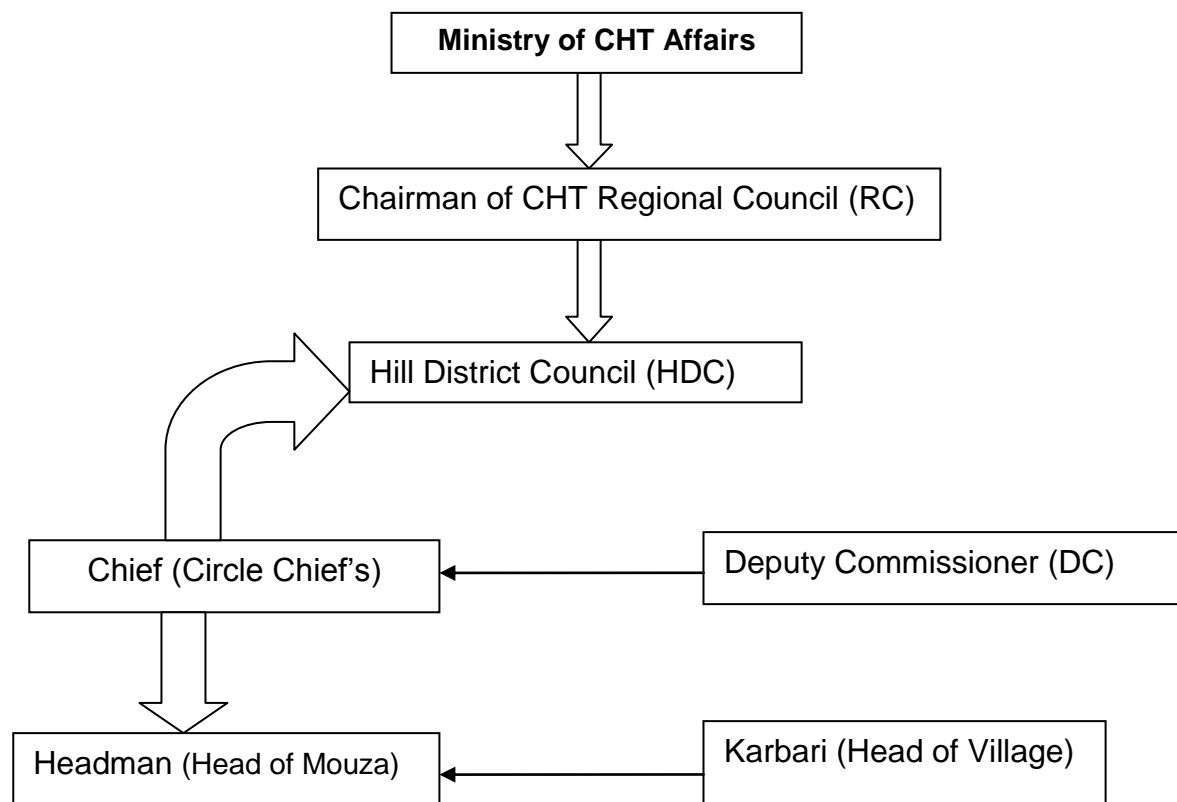 Ministry of CHT Affairs
Chairman of CHT Regional Council (RC)
Hill District Council (HDC)
Chief (Circle Chief’s)
Deputy Commissioner (DC)
Headman (Head of Mouza)
Karbari (Head of Village)